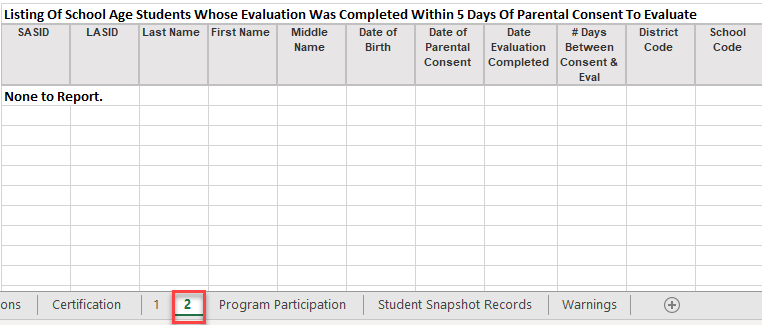 Listing Of School Age Students Whose Evaluation Was Completed Within 5 Days Of Parental Consent To Evaluate
SASID LASID Last Name First Name Middle Name Date of Birth Date of Parental Consent Date Evaluation Completed # Days Between Consent & Eval District Code School Code
None to Report.
ons Certification 1 2 Program Participation Student Snapshot Records Warnings